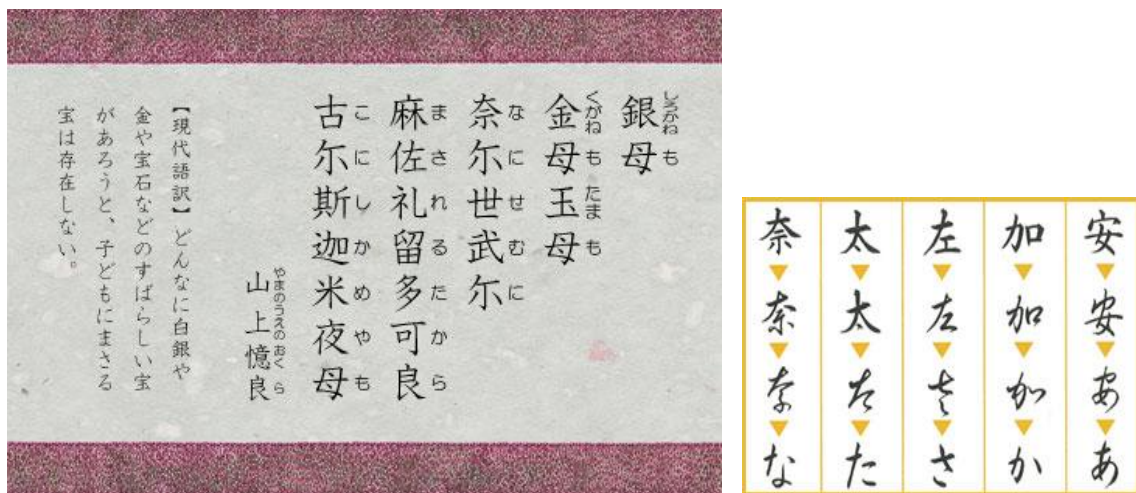 銀母
しろかねも
金母玉母
くがねもたまも
奈尓世武尓
なにせむに
麻佐礼留多可良
まされるたから
古尓斯迦米夜母
こにしかめやも
山上憶良
やまのうえのおくら
【現代語訳】どんなに白銀や
金や宝石などのすばらしい宝
があろうと、子どもにまさる
宝は存在しない。
安 安 安 あ
加 加 か か
左 左 さ さ
太 太 た た
奈 奈 な な